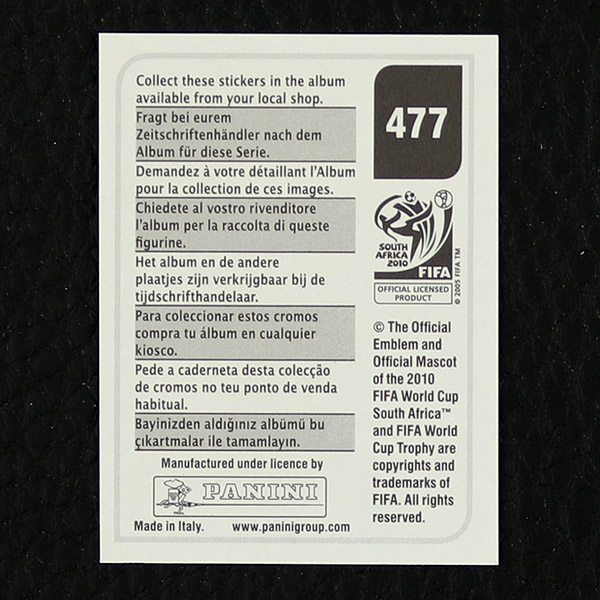 Collect these stickers in the album
available from your local shop.
Fragt bei eurem
Zeitschriftenhändler nach dem
Album für diese Serie.
Demandez à votre détaillant l'Album
pour la collection de ces images.
Chiedete al vostro rivenditore
l'album per la raccolta di queste
figurine.
Het album en de andere
plaatjes zijn verkrijgbaar bij de
tijdschrifthandelaar.
Para coleccionar estos cromos
compra tu álbum en cualquier
kiosco.
Pede a caderneta desta colecção
de cromos no teu ponto de venda
habitual.
Bayinizden aldığınız albümü bu
çıkartmalar ile tamamlayın.
Manufactured under licence by
PANINI
Made in Italy. www.paninigroup.com
477
SOUTH
AFRICA
2010
FIFA
OFFICIAL LICENSED
PRODUCT
© 2005 FIFA TM
© The Official
Emblem and
Official Mascot
of the 2010
FIFA World Cup
South Africa™
and FIFA World
Cup Trophy are
copyrights and
trademarks of
FIFA. All rights
reserved.